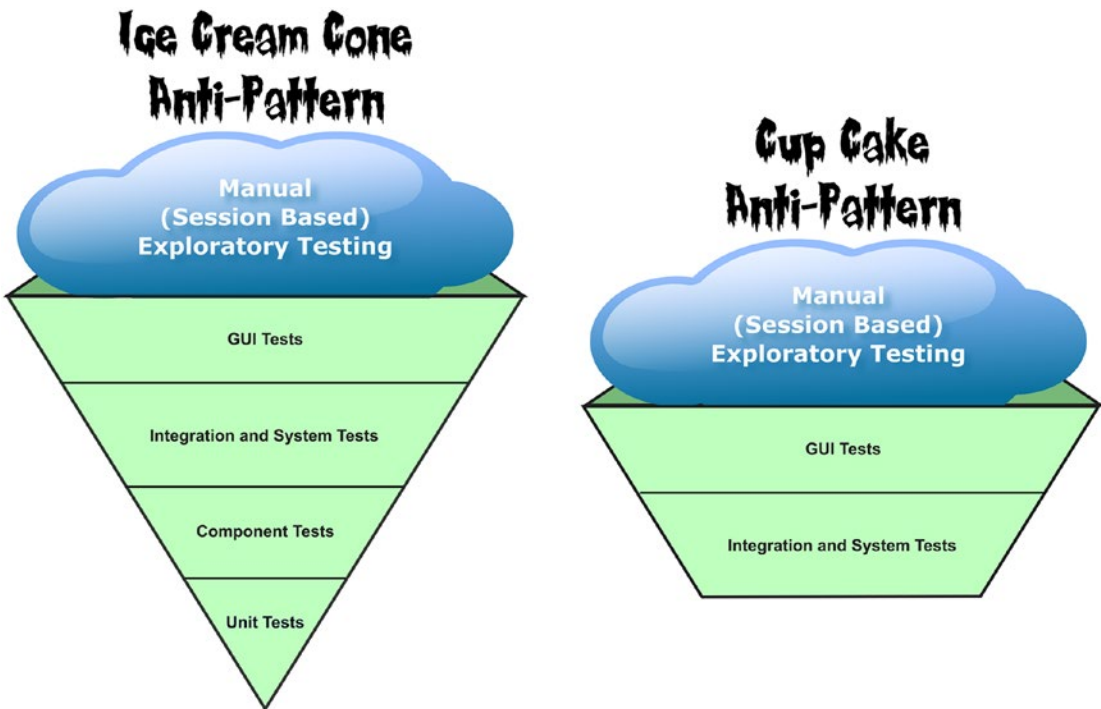 Ice Cream Cone
Anti-Pattern
Manual
(Session Based)
Exploratory Testing
GUI Tests
Integration and System Tests
Component Tests
Unit Tests
Cup Cake
Anti-Pattern
Manual
(Session Based)
Exploratory Testing
GUI Tests
Integration and System Tests